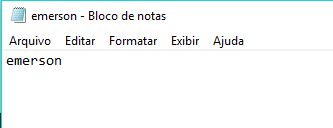 emerson - Bloco de notas
Arquivo Editar Formatar Exibir Ajuda
emerson